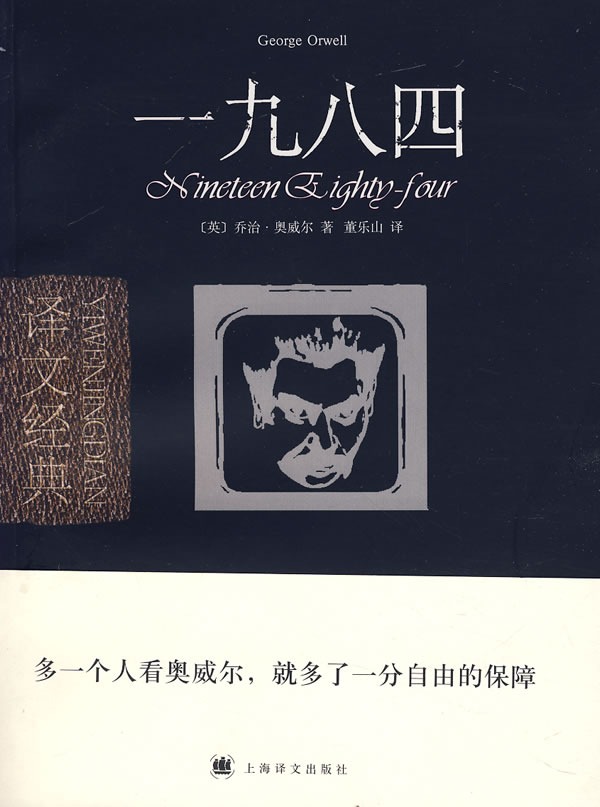 George Orwell
一九八四
Nineteen Eighty-four
〔英〕乔治·奥威尔 著 董乐山 译
译文经典
YIWENJINGDIAN
多一个人看奥威尔，就多了一分自由的保障
上海译文出版社